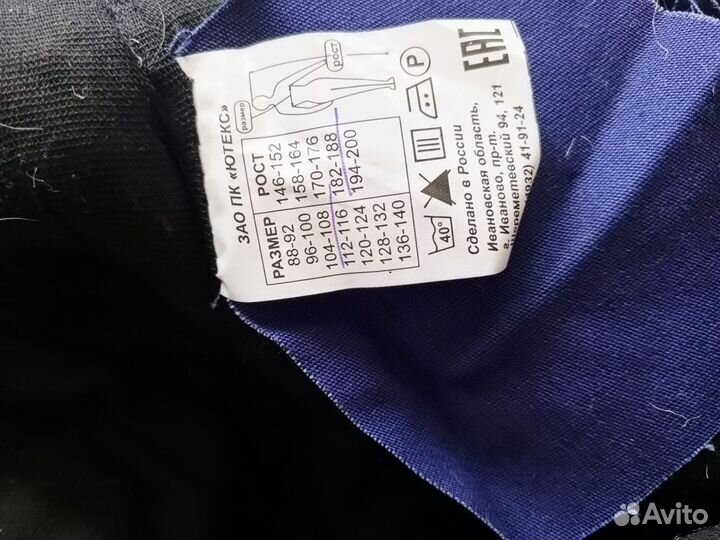 ЗАО ПК «ЮТЕКС»
размер
рост
РАЗМЕР РОСТ
88-92 146-152
96-100 158-164
104-108 170-176
112-116 182-188
120-124 194-200
128-132
136-140
40°
P
EAC
Сделано в России
Ивановская область,
г. Иваново, пр-т.
Шереметевский 94, 121
(4932) 41-91-24
Avito